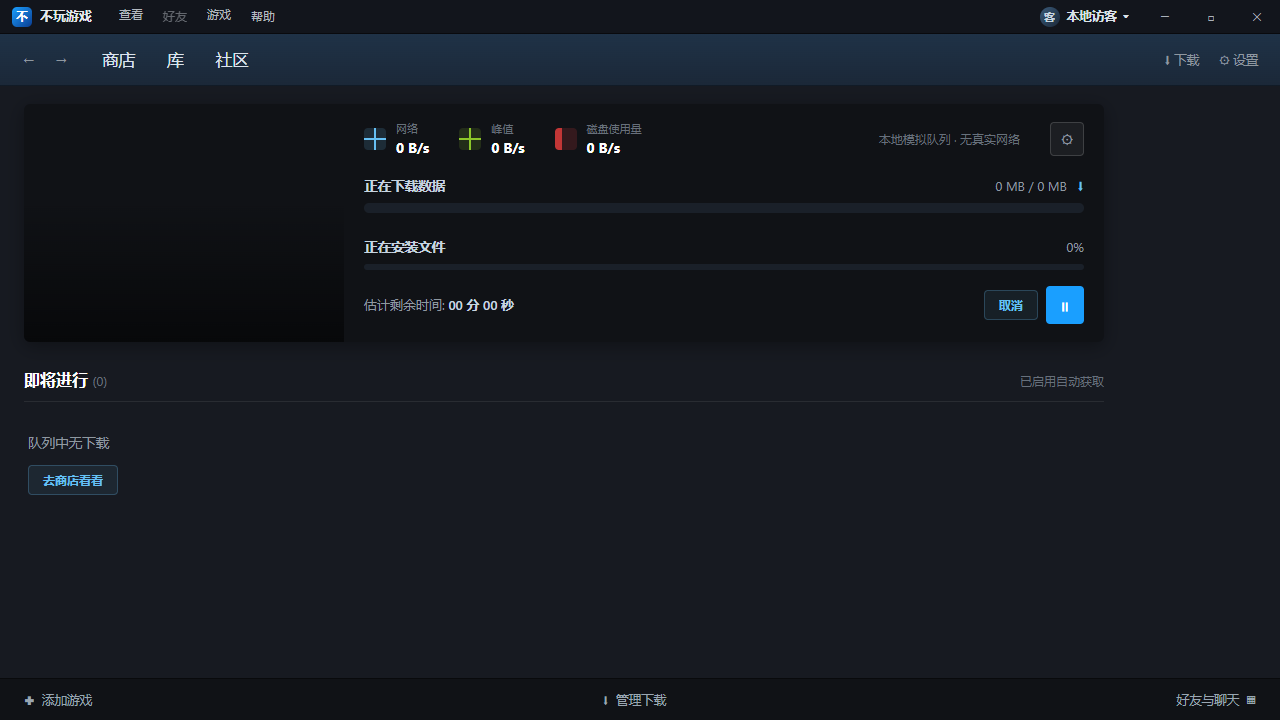 不 不玩游戏 查看 好友 游戏 帮助 客 本地访客
商店 库 社区 下载 设置
网络 峰值 磁盘使用量
0 B/s 0 B/s 0 B/s
本地模拟队列 · 无真实网络
正在下载数据 0 MB / 0 MB
正在安装文件 0%
估计剩余时间: 00 分 00 秒 取消
即将进行 (0) 已启用自动获取
队列中无下载
去商店看看
添加游戏 管理下载 好友与聊天